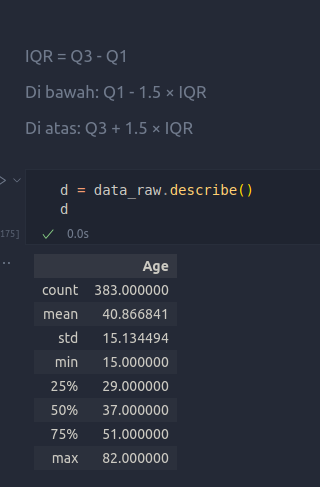 IQR = Q3 - Q1
Di bawah: Q1 - 1.5 × IQR
Di atas: Q3 + 1.5 × IQR
d = data_raw.describe()
d
175]
0.0s
Age
count 383.000000
mean 40.866841
std 15.134494
min 15.000000
25% 29.000000
50% 37.000000
75% 51.000000
max 82.000000